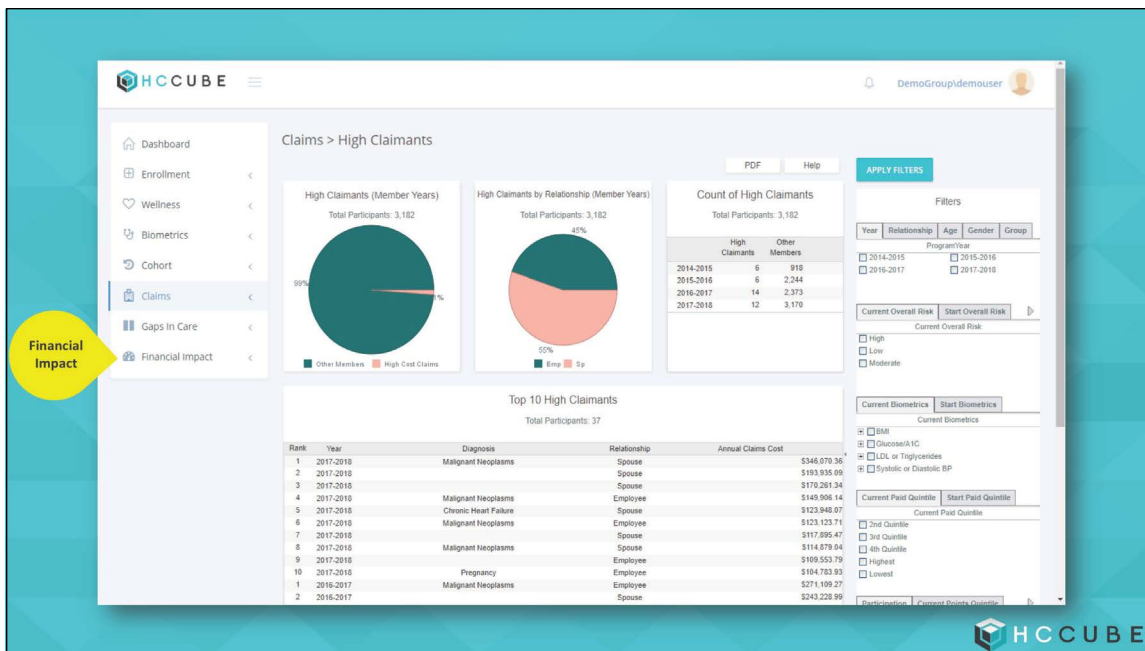 HCCUBE
DemoGroup\demouser
Dashboard
Enrollment
Wellness
Biometrics
Cohort
Claims
Gaps In Care
Financial Impact
Financial
Impact
Claims > High Claimants
PDF Help
High Claimants (Member Years)
Total Participants: 3,182
99%
1%
Other Members High Cost Claims
High Claimants by Relationship (Member Years)
Total Participants: 3,182
45%
55%
Emp Sp
Count of High Claimants
Total Participants: 3,182
High Claimants Other Members
2014-2015 6 918
2015-2016 6 2,244
2016-2017 14 2,373
2017-2018 12 3,170
Top 10 High Claimants
Total Participants: 37
Rank Year Diagnosis Relationship Annual Claims Cost
1 2017-2018 Malignant Neoplasms Spouse $346,070.36
2 2017-2018 Spouse $193,935.09
3 2017-2018 Spouse $170,261.34
4 2017-2018 Malignant Neoplasms Employee $149,906.14
5 2017-2018 Chronic Heart Failure Spouse $123,948.07
6 2017-2018 Malignant Neoplasms Employee $123,123.71
7 2017-2018 Spouse $117,895.47
8 2017-2018 Malignant Neoplasms Spouse $114,879.04
9 2017-2018 Employee $109,553.79
10 2017-2018 Pregnancy Employee $104,783.93
1 2016-2017 Malignant Neoplasms Employee $271,109.27
2 2016-2017 Spouse $243,228.99
APPLY FILTERS
Filters
Year Relationship Age Gender Group
ProgramYear
2014-2015 2015-2016
2016-2017 2017-2018
Current Overall Risk Start Overall Risk
Current Overall Risk
High
Low
Moderate
Current Biometrics Start Biometrics
Current Biometrics
BMI
Glucose/A1C
LDL or Triglycerides
Systolic or Diastolic BP
Current Paid Quintile Start Paid Quintile
Current Paid Quintile
2nd Quintile
3rd Quintile
4th Quintile
Highest
Lowest
Participation Current Points Quintile
HCCUBE